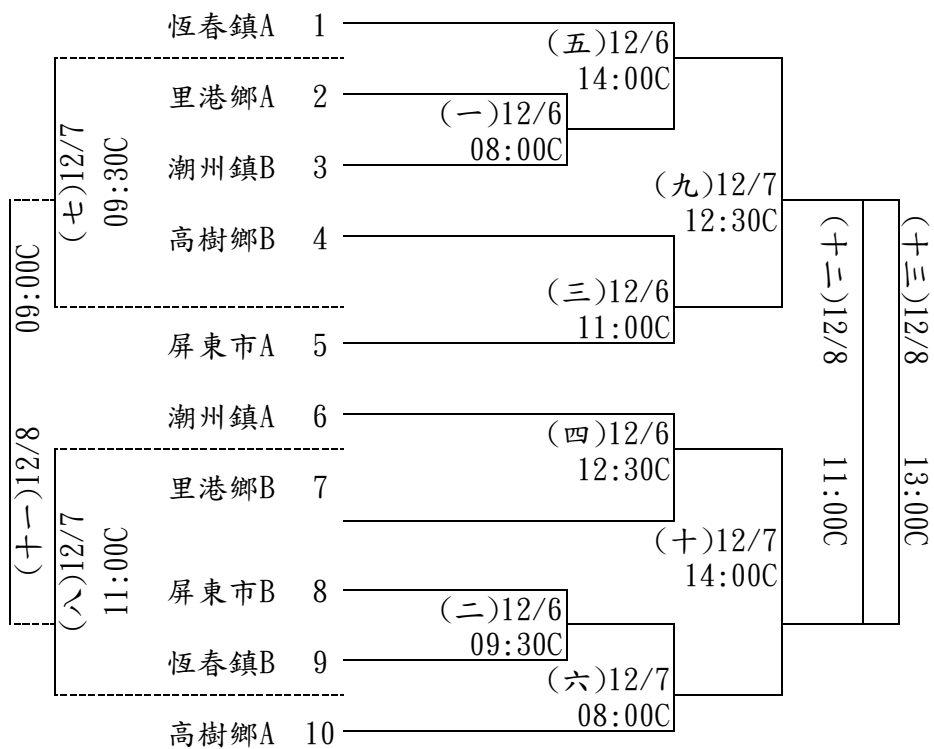 恆春鎮A 1
里港鄉A 2
潮州鎮B 3
高樹鄉B 4
屏東市A 5
潮州鎮A 6
里港鄉B 7
屏東市B 8
恆春鎮B 9
高樹鄉A 10
(一)12/6
08:00C
(二)12/6
09:30C
(三)12/6
11:00C
(四)12/6
12:30C
(五)12/6
14:00C
(六)12/7
08:00C
(七)12/7
09:30C
(八)12/7
11:00C
(九)12/7
12:30C
(十)12/7
14:00C
(十一)12/8 09:00C
(十二)12/8 11:00C
(十三)12/8 13:00C